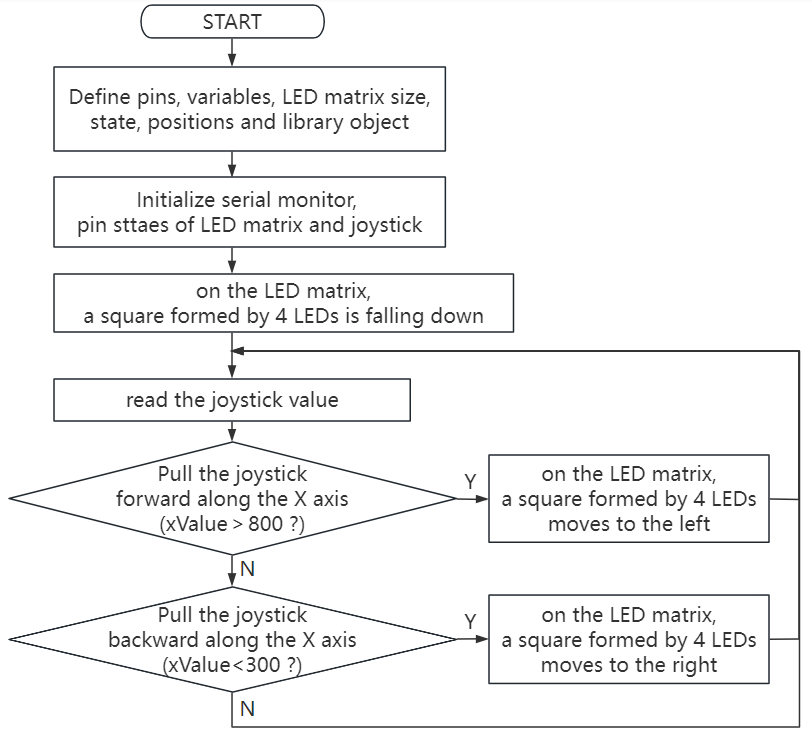 START
Define pins, variables, LED matrix size,
state, positions and library object
Initialize serial monitor,
pin sttaes of LED matrix and joystick
on the LED matrix,
a square formed by 4 LEDs is falling down
read the joystick value
Pull the joystick
forward along the X axis
(xValue > 800 ?)
Y
on the LED matrix,
a square formed by 4 LEDs
moves to the left
N
Pull the joystick
backward along the X axis
(xValue<300 ?)
Y
on the LED matrix,
a square formed by 4 LEDs
moves to the right
N